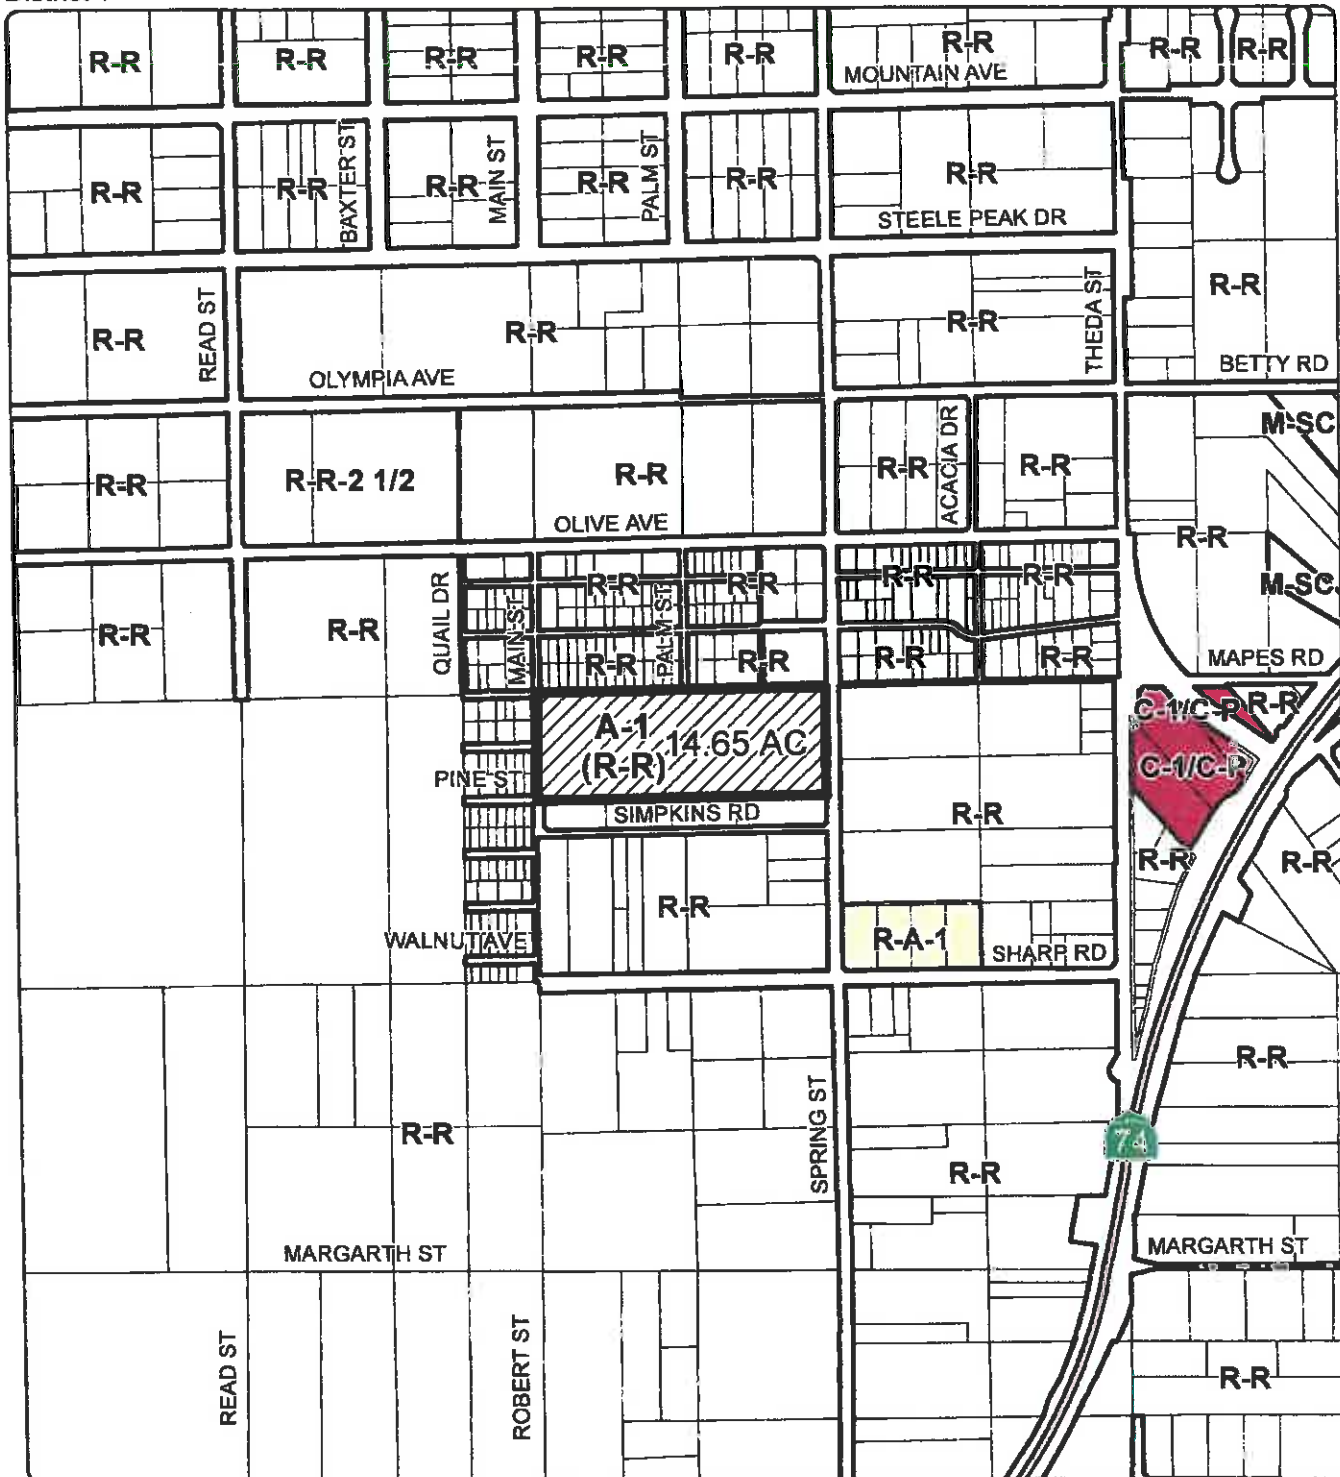 R-R
R-R
R-R
R-R
R-R
R-R
R-R
R-R
MOUNTAIN AVE
R-R
R-R
BAXTER ST
R-R
MAIN ST
R-R
PALM ST
R-R
R-R
STEELE PEAK DR
R-R
READ ST
R-R
R-R
THEDA ST
R-R
OLYMPIA AVE
BETTY RD
R-R
R-R-2 1/2
R-R
R-R
ACACIA DR
R-R
M-SC
OLIVE AVE
R-R
R-R
R-R
QUAIL DR
MAIN ST
R-R
PALM ST
R-R
R-R
R-R
M-SC
R-R
R-R
R-R
R-R
MAPES RD
A-1
(R-R)
14.65 AC
C-1/C-P
R-R
PINE ST
C-1/C-P
SIMPKINS RD
R-R
R-R
R-R
R-R
WALNUT AVE
R-A-1
SHARP RD
R-R
SPRING ST
R-R
74
R-R
MARGARTH ST
MARGARTH ST
READ ST
ROBERT ST
R-R